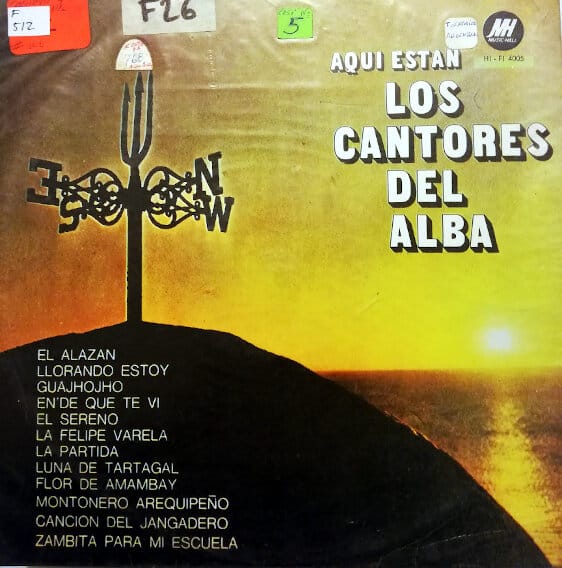 F
512
F26
5
MH
MUSIC HALL
HI - FI 4005
AQUI ESTAN
LOS
CANTORES
DEL
ALBA
E
N
S
W
EL ALAZAN
LLORANDO ESTOY
GUAJHOJHO
EN'DE QUE TE VI
EL SERENO
LA FELIPE VARELA
LA PARTIDA
LUNA DE TARTAGAL
FLOR DE AMAMBAY
MONTONERO AREQUIPEÑO
CANCION DEL JANGADERO
ZAMBITA PARA MI ESCUELA